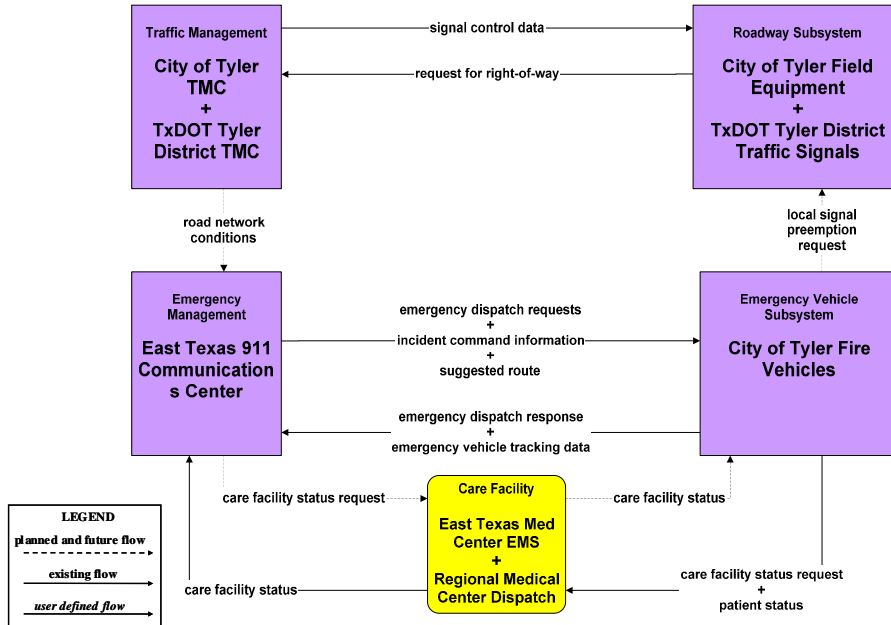 Traffic Management
City of Tyler
TMC
+
TxDOT Tyler
District TMC
signal control data
request for right-of-way
Roadway Subsystem
City of Tyler Field
Equipment
+
TxDOT Tyler District
Traffic Signals
road network
conditions
local signal
preemption
request
Emergency
Management
East Texas 911
Communication
s Center
emergency dispatch requests
+
incident command information
+
suggested route
emergency dispatch response
+
emergency vehicle tracking data
Emergency Vehicle
Subsystem
City of Tyler Fire
Vehicles
care facility status request
Care Facility
East Texas Med
Center EMS
+
Regional Medical
Center Dispatch
care facility status
care facility status
care facility status request
+
patient status
LEGEND
planned and future flow
existing flow
user defined flow